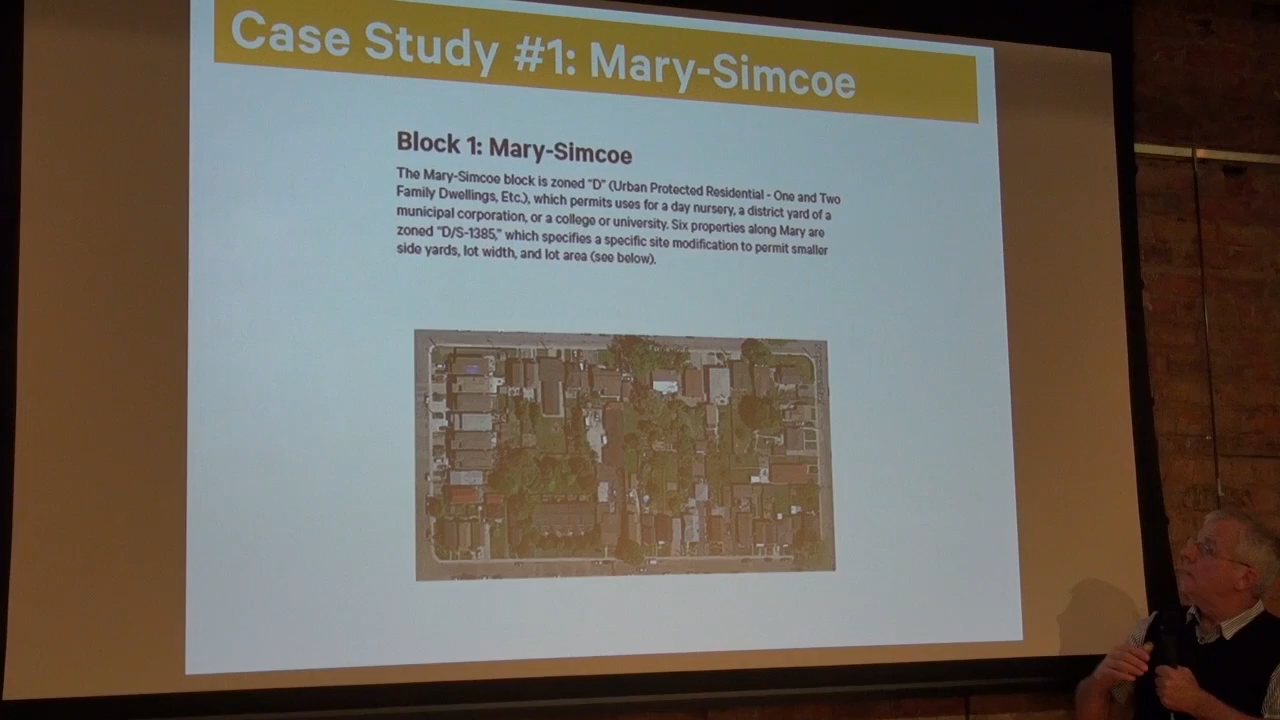 Case Study #1: Mary-Simcoe
Block 1: Mary-Simcoe
The Mary-Simcoe block is zoned "D" (Urban Protected Residential - One and Two
Family Dwellings, Etc.), which permits uses for a day nursery, a district yard of a
municipal corporation, or a college or university. Six properties along Mary are
zoned "D/S-1385," which specifies a specific site modification to permit smaller
side yards, lot width, and lot area (see below).